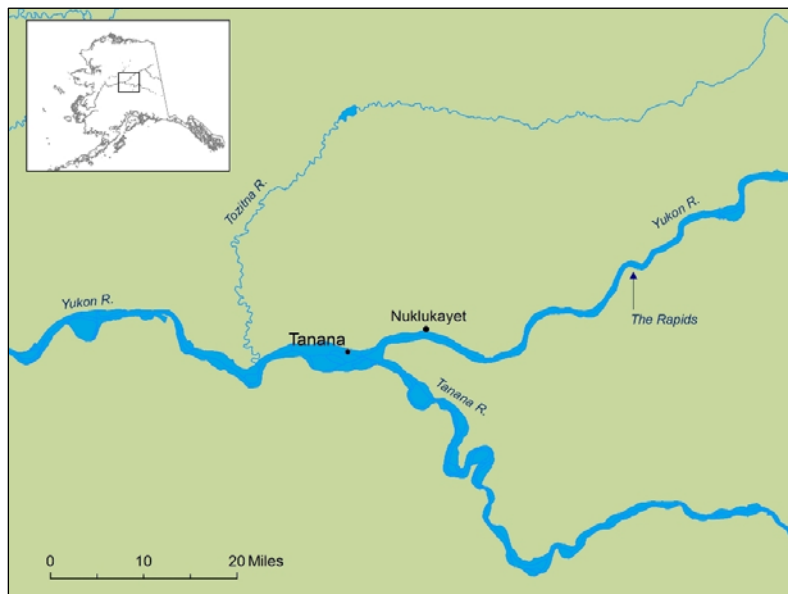 Tozitna R.
Yukon R.
Yukon R.
The Rapids
Nuklukayet
Tanana
Tanana R.
0 10 20 Miles